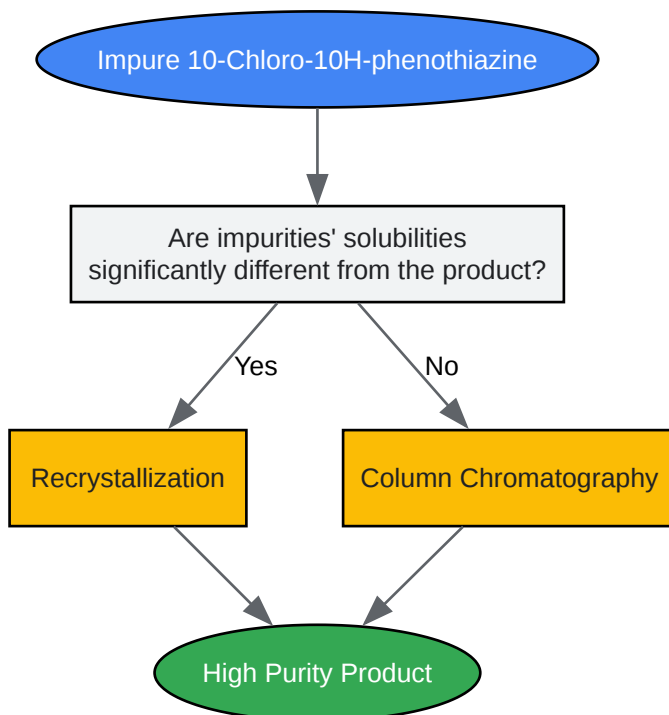 Impure 10-Chloro-10H-phenothiazine
Are impurities' solubilities
significantly different from the product?
Yes
No
Recrystallization
Column Chromatography
High Purity Product